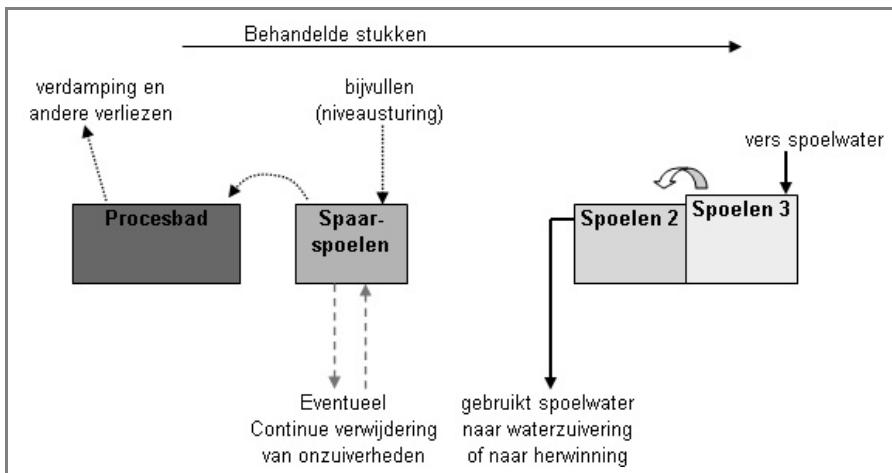 Behandelde stukken
verdamping en
andere verliezen
bijvullen
(niveausturing)
vers spoelwater
Procesbad
Spaar-
spoelen
Spoelen 2
Spoelen 3
Eventueel
Continue verwijdering
van onzuiverheden
gebruikt spoelwater
naar waterzuivering
of naar herwinning